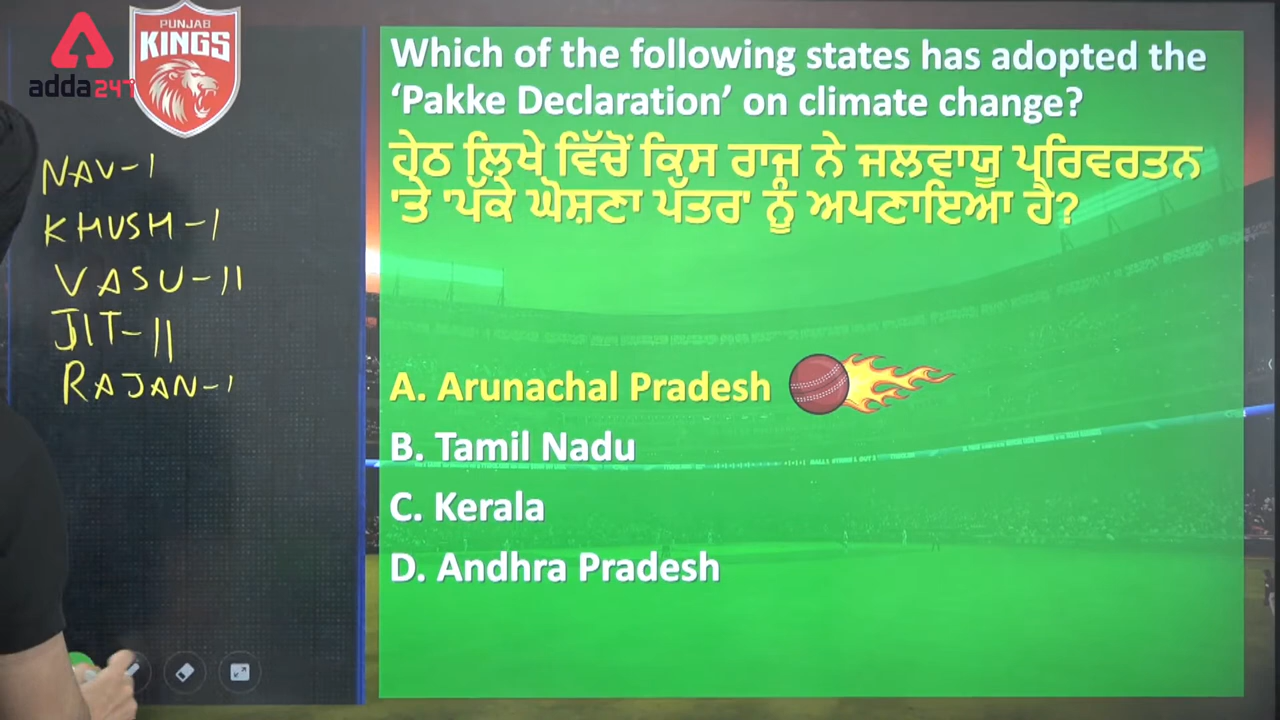 adda247
PUNJAB
KINGS
NAV-1
KHUSH-1
VASU-11
JIT-11
RAJAN-1
Which of the following states has adopted the
‘Pakke Declaration’ on climate change?
ਹੇਠ ਲਿਖੇ ਵਿੱਚੋਂ ਕਿਸ ਰਾਜ ਨੇ ਜਲਵਾਯੂ ਪਰਿਵਰਤਨ
'ਤੇ 'ਪੱਕੇ ਘੋਸ਼ਣਾ ਪੱਤਰ' ਨੂੰ ਅਪਣਾਇਆ ਹੈ?
A. Arunachal Pradesh
B. Tamil Nadu
C. Kerala
D. Andhra Pradesh